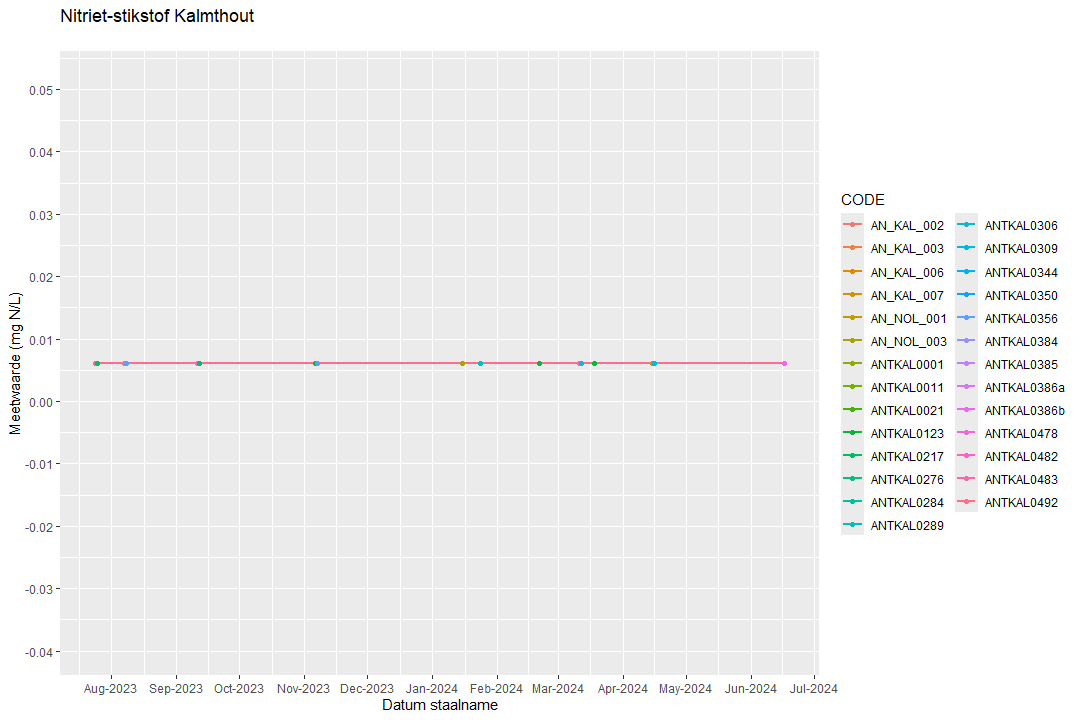 Nitriet-stikstof Kalmthout
Meetwaarde (mg N/L)
0.05
0.04
0.03
0.02
0.01
0.00
-0.01
-0.02
-0.03
-0.04
Aug-2023 Sep-2023 Oct-2023 Nov-2023 Dec-2023 Jan-2024 Feb-2024 Mar-2024 Apr-2024 May-2024 Jun-2024 Jul-2024
Datum staalname
CODE
AN_KAL_002
AN_KAL_003
AN_KAL_006
AN_KAL_007
AN_NOL_001
AN_NOL_003
ANTKAL0001
ANTKAL0011
ANTKAL0021
ANTKAL0123
ANTKAL0217
ANTKAL0276
ANTKAL0284
ANTKAL0289
ANTKAL0306
ANTKAL0309
ANTKAL0344
ANTKAL0350
ANTKAL0356
ANTKAL0384
ANTKAL0385
ANTKAL0386a
ANTKAL0386b
ANTKAL0478
ANTKAL0482
ANTKAL0483
ANTKAL0492